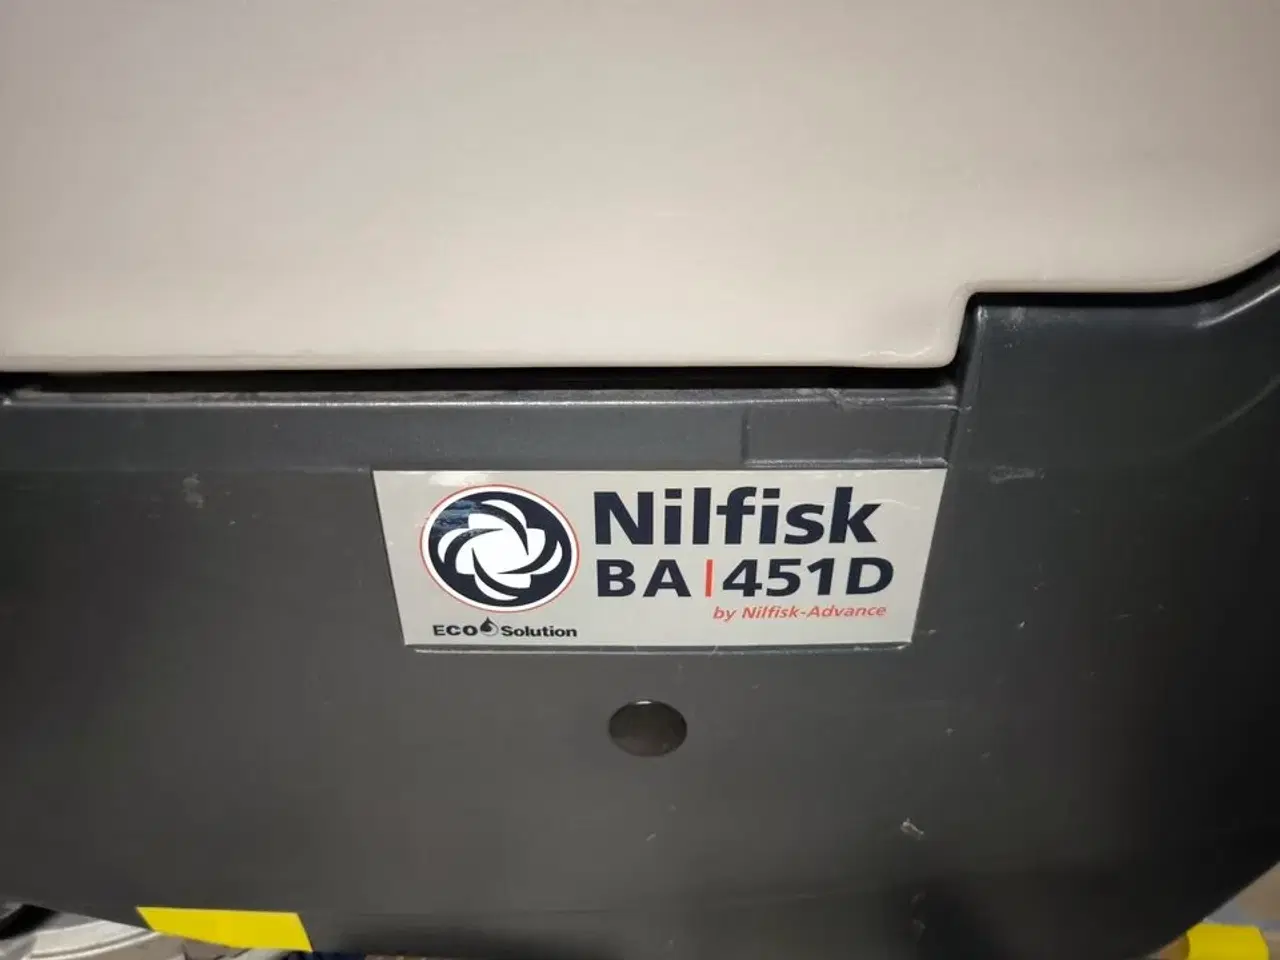 Nilfisk
BA|451D
by Nilfisk-Advance
ECO Solution